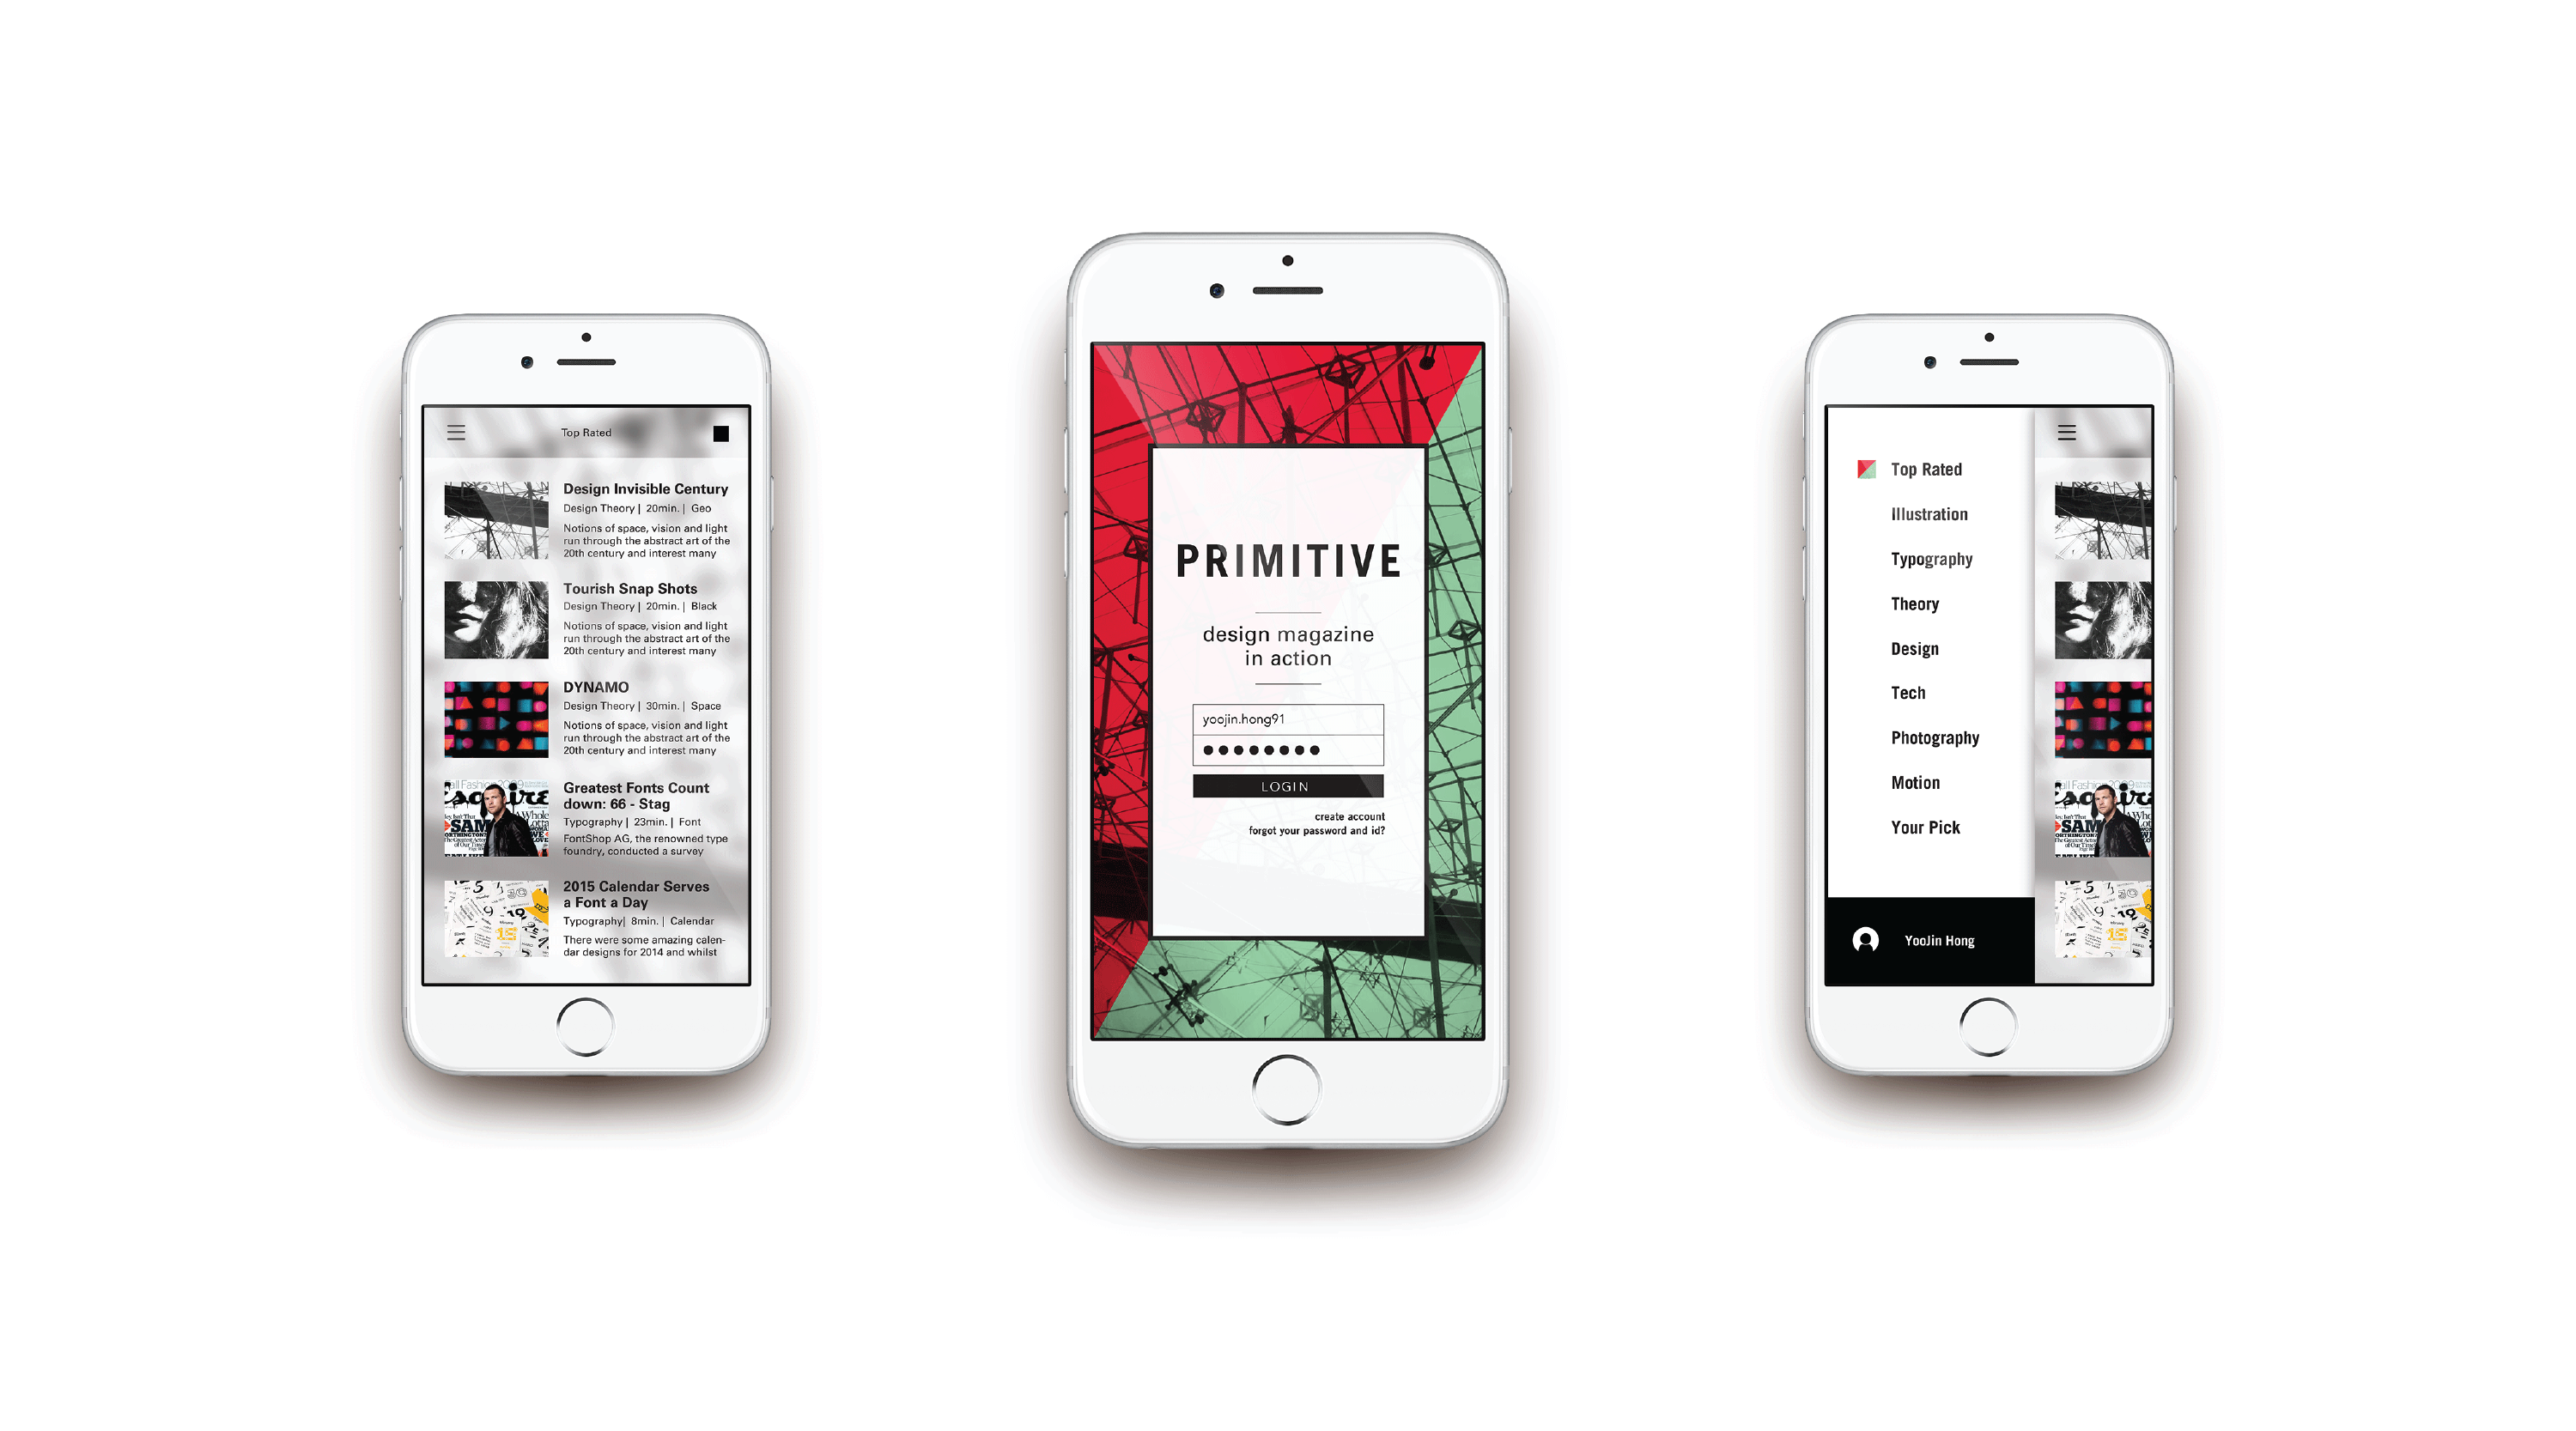 Top Rated
Design Invisible Century
Design Theory | 20min. | Geo
Notions of space, vision and light
run through the abstract art of the
20th century and interest many
Tourish Snap Shots
Design Theory | 20min. | Black
Notions of space, vision and light
run through the abstract art of the
20th century and interest many
DYNAMO
Design Theory | 30min. | Space
Notions of space, vision and light
run through the abstract art of the
20th century and interest many
Esquire
SAM
Greatest Fonts Count
down: 66 - Stag
Typography | 23min. | Font
FontShop AG, the renowned type
foundry, conducted a survey
2015 Calendar Serves
a Font a Day
Typography| 8min. | Calendar
There were some amazing calen-
dar designs for 2014 and whilst
PRIMITIVE
design magazine
in action
yoojin.hong91
LOGIN
create account
forgot your password and id?
Top Rated
Illustration
Typography
Theory
Design
Tech
Photography
Motion
Your Pick
YooJin Hong
SAM